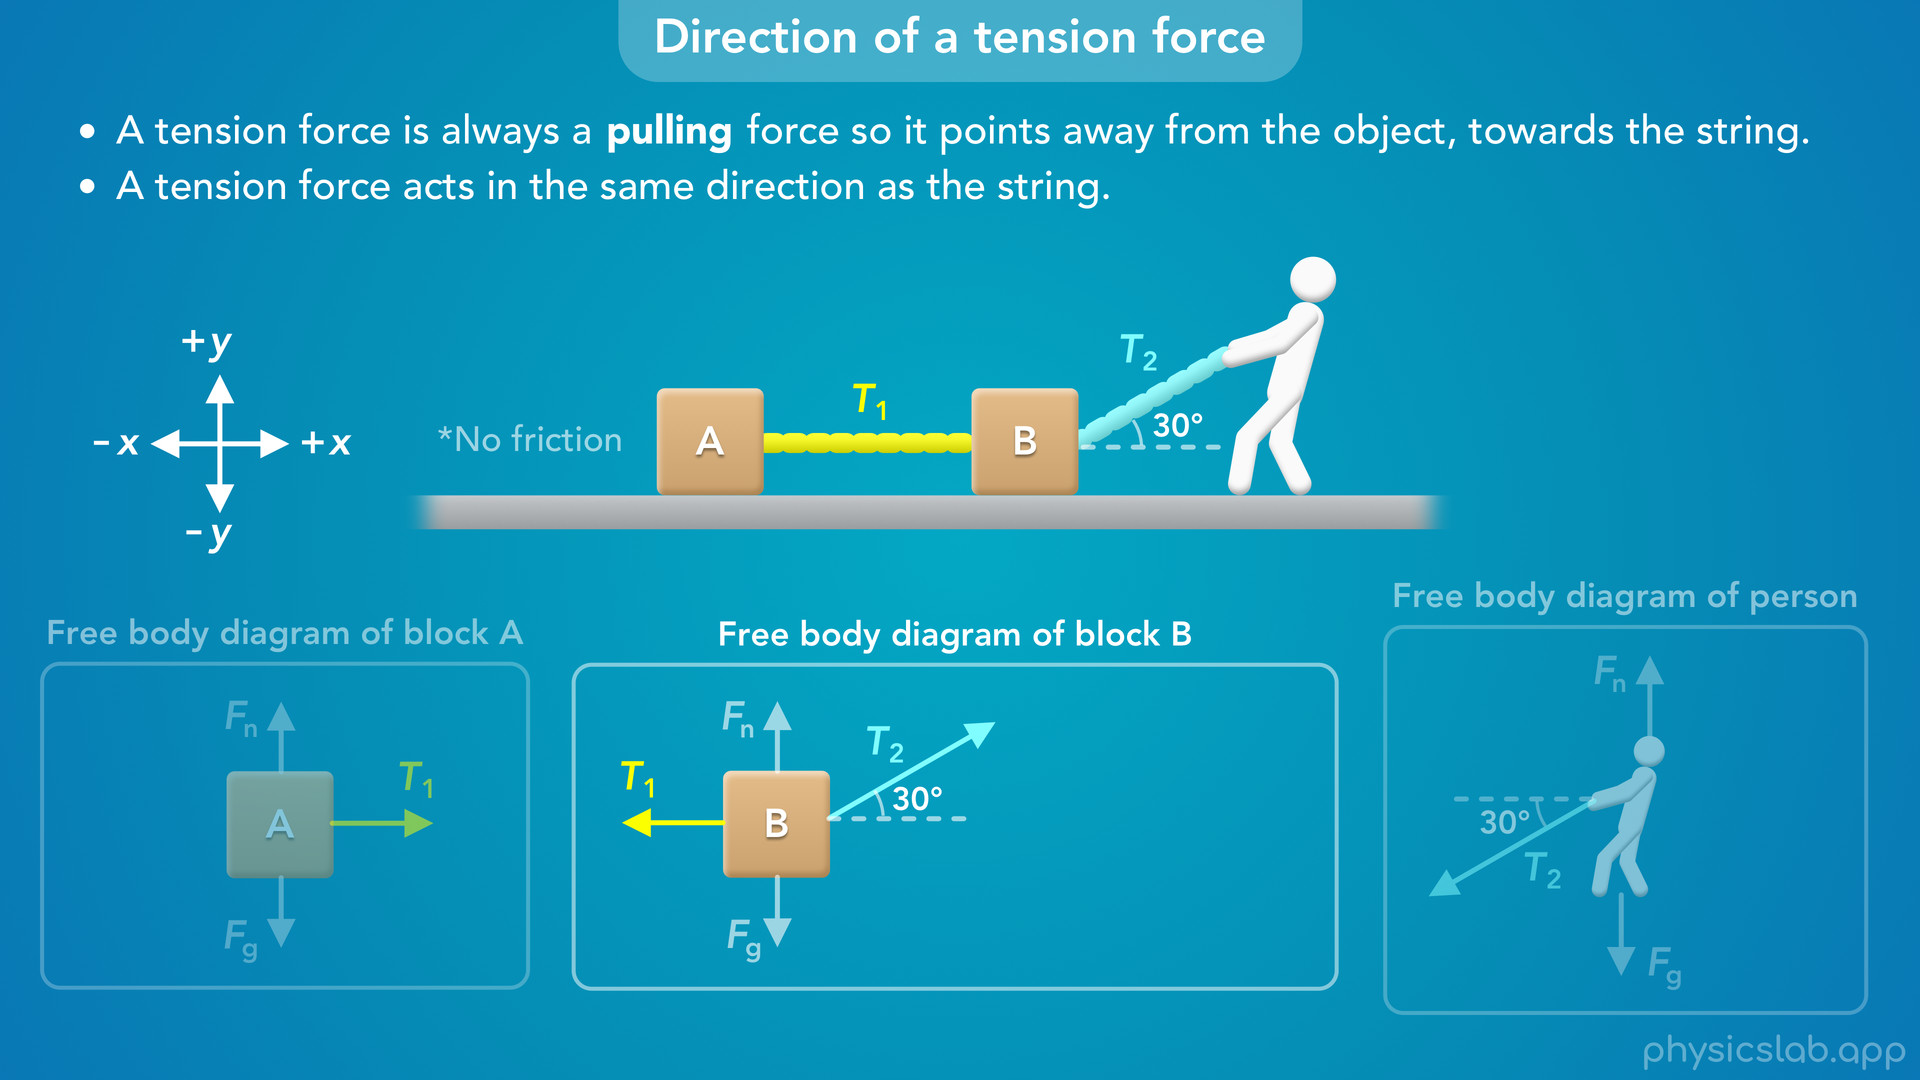 Direction of a tension force
• A tension force is always a pulling force so it points away from the object, towards the string.
• A tension force acts in the same direction as the string.
+y
-x
+x
-y
*No friction
A
T1
B
T2
30°
Free body diagram of block A
Fn
A
T1
Fg
Free body diagram of block B
Fn
T1
B
T2
30°
Fg
Free body diagram of person
Fn
30°
T2
Fg
physicslab.app